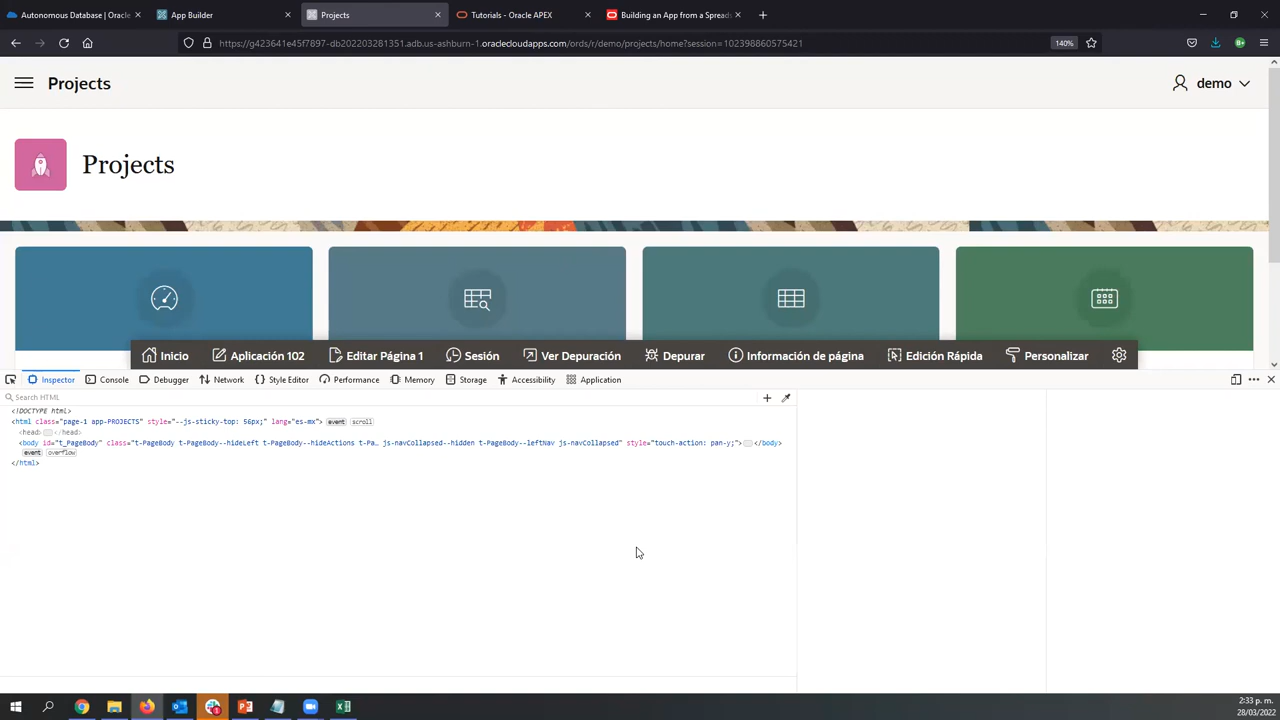 Autonomous Database | Oracle
App Builder
Projects
Tutorials - Oracle APEX
Building an App from a Spreads
https://g423641e45f7897-db202203281351.adb.us-ashburn-1.oraclecloudapps.com/ords/r/demo/projects/home?session=102398860575421
140%
Projects
demo
Projects
Inicio
Aplicación 102
Editar Página 1
Sesión
Ver Depuración
Depurar
Información de página
Edición Rápida
Personalizar
Inspector
Console
Debugger
Network
Style Editor
Performance
Memory
Storage
Accessibility
Application
Search HTML
<!DOCTYPE html>
<html class="page-1 app-PROJECTS" style="--js-sticky-top: 56px;" lang="es-mx"> event scroll
<head> </head>
<body id="t_PageBody" class="t-PageBody t-PageBody--hideLeft t-PageBody--hideActions t-Pa… js-navCollapsed--hidden t-PageBody--leftNav js-navCollapsed" style="touch-action: pan-y;"> </body>
event overflow
</html>
2:33 p. m.
28/03/2022